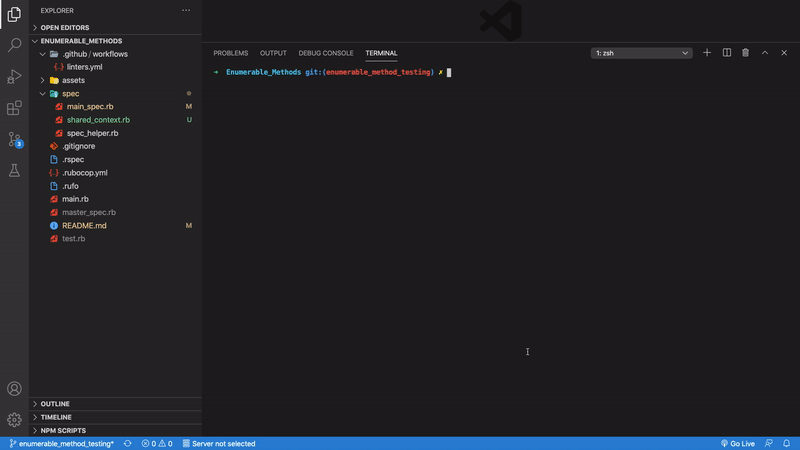 EXPLORER ···
OPEN EDITORS
ENUMERABLE_METHODS
.github / workflows
linters.yml
assets
spec
main_spec.rb M
shared_context.rb U
spec_helper.rb
.gitignore
.rspec
.rubocop.yml
.rufo
main.rb
master_spec.rb
README.md M
test.rb
OUTLINE
TIMELINE
NPM SCRIPTS
PROBLEMS OUTPUT DEBUG CONSOLE TERMINAL 1: zsh
➜ Enumerable_Methods git:(enumerable_method_testing) ✗
3
enumerable_method_testing* 0 0 Server not selected Go Live